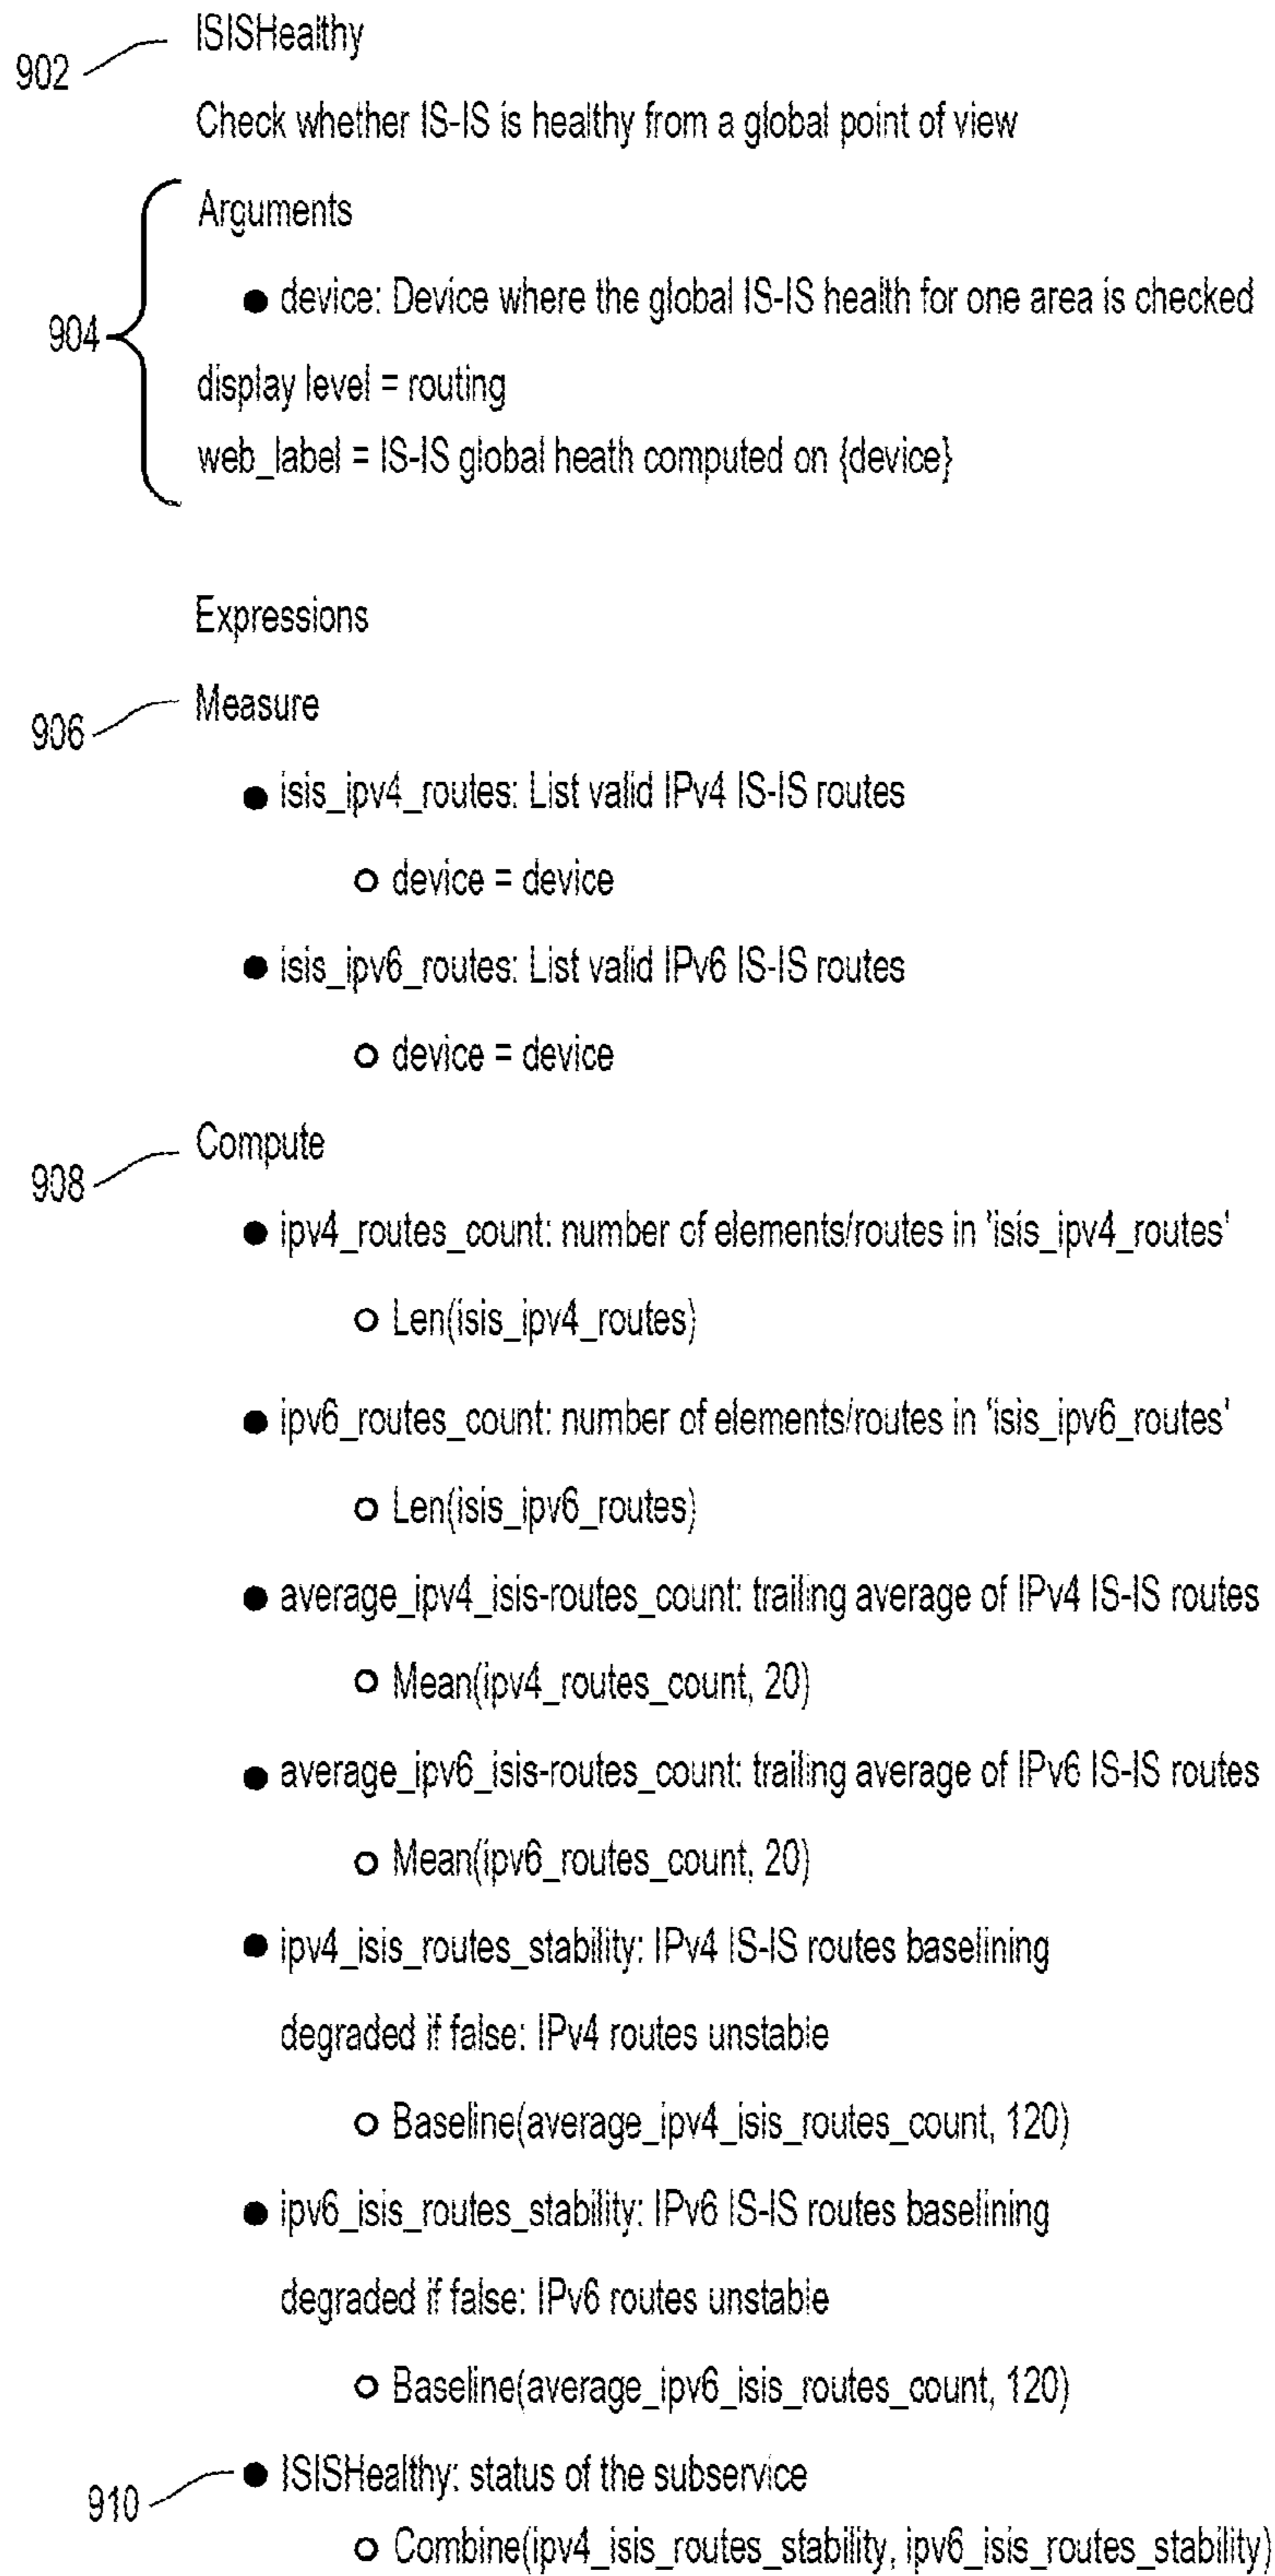 ISISHealthy
902
Check whether IS-IS is healthy from a global point of view
Arguments
● device: Device where the global IS-IS health for one area is checked
904
display level = routing
web_label = IS-IS global heath computed on {device}
Expressions
Measure
906
● isis_ipv4_routes: List valid IPv4 IS-IS routes
○ device = device
● isis_ipv6_routes: List valid IPv6 IS-IS routes
○ device = device
Compute
908
● ipv4_routes_count: number of elements/routes in 'isis_ipv4_routes'
○ Len(isis_ipv4_routes)
● ipv6_routes_count: number of elements/routes in 'isis_ipv6_routes'
○ Len(isis_ipv6_routes)
● average_ipv4_isis-routes_count: trailing average of IPv4 IS-IS routes
○ Mean(ipv4_routes_count, 20)
● average_ipv6_isis-routes_count: trailing average of IPv6 IS-IS routes
○ Mean(ipv6_routes_count, 20)
● ipv4_isis_routes_stability: IPv4 IS-IS routes baselining
degraded if false: IPv4 routes unstable
○ Baseline(average_ipv4_isis_routes_count, 120)
● ipv6_isis_routes_stability: IPv6 IS-IS routes baselining
degraded if false: IPv6 routes unstable
○ Baseline(average_ipv6_isis_routes_count, 120)
● ISISHealthy: status of the subservice
910
○ Combine(ipv4_isis_routes_stability, ipv6_isis_routes_stability)